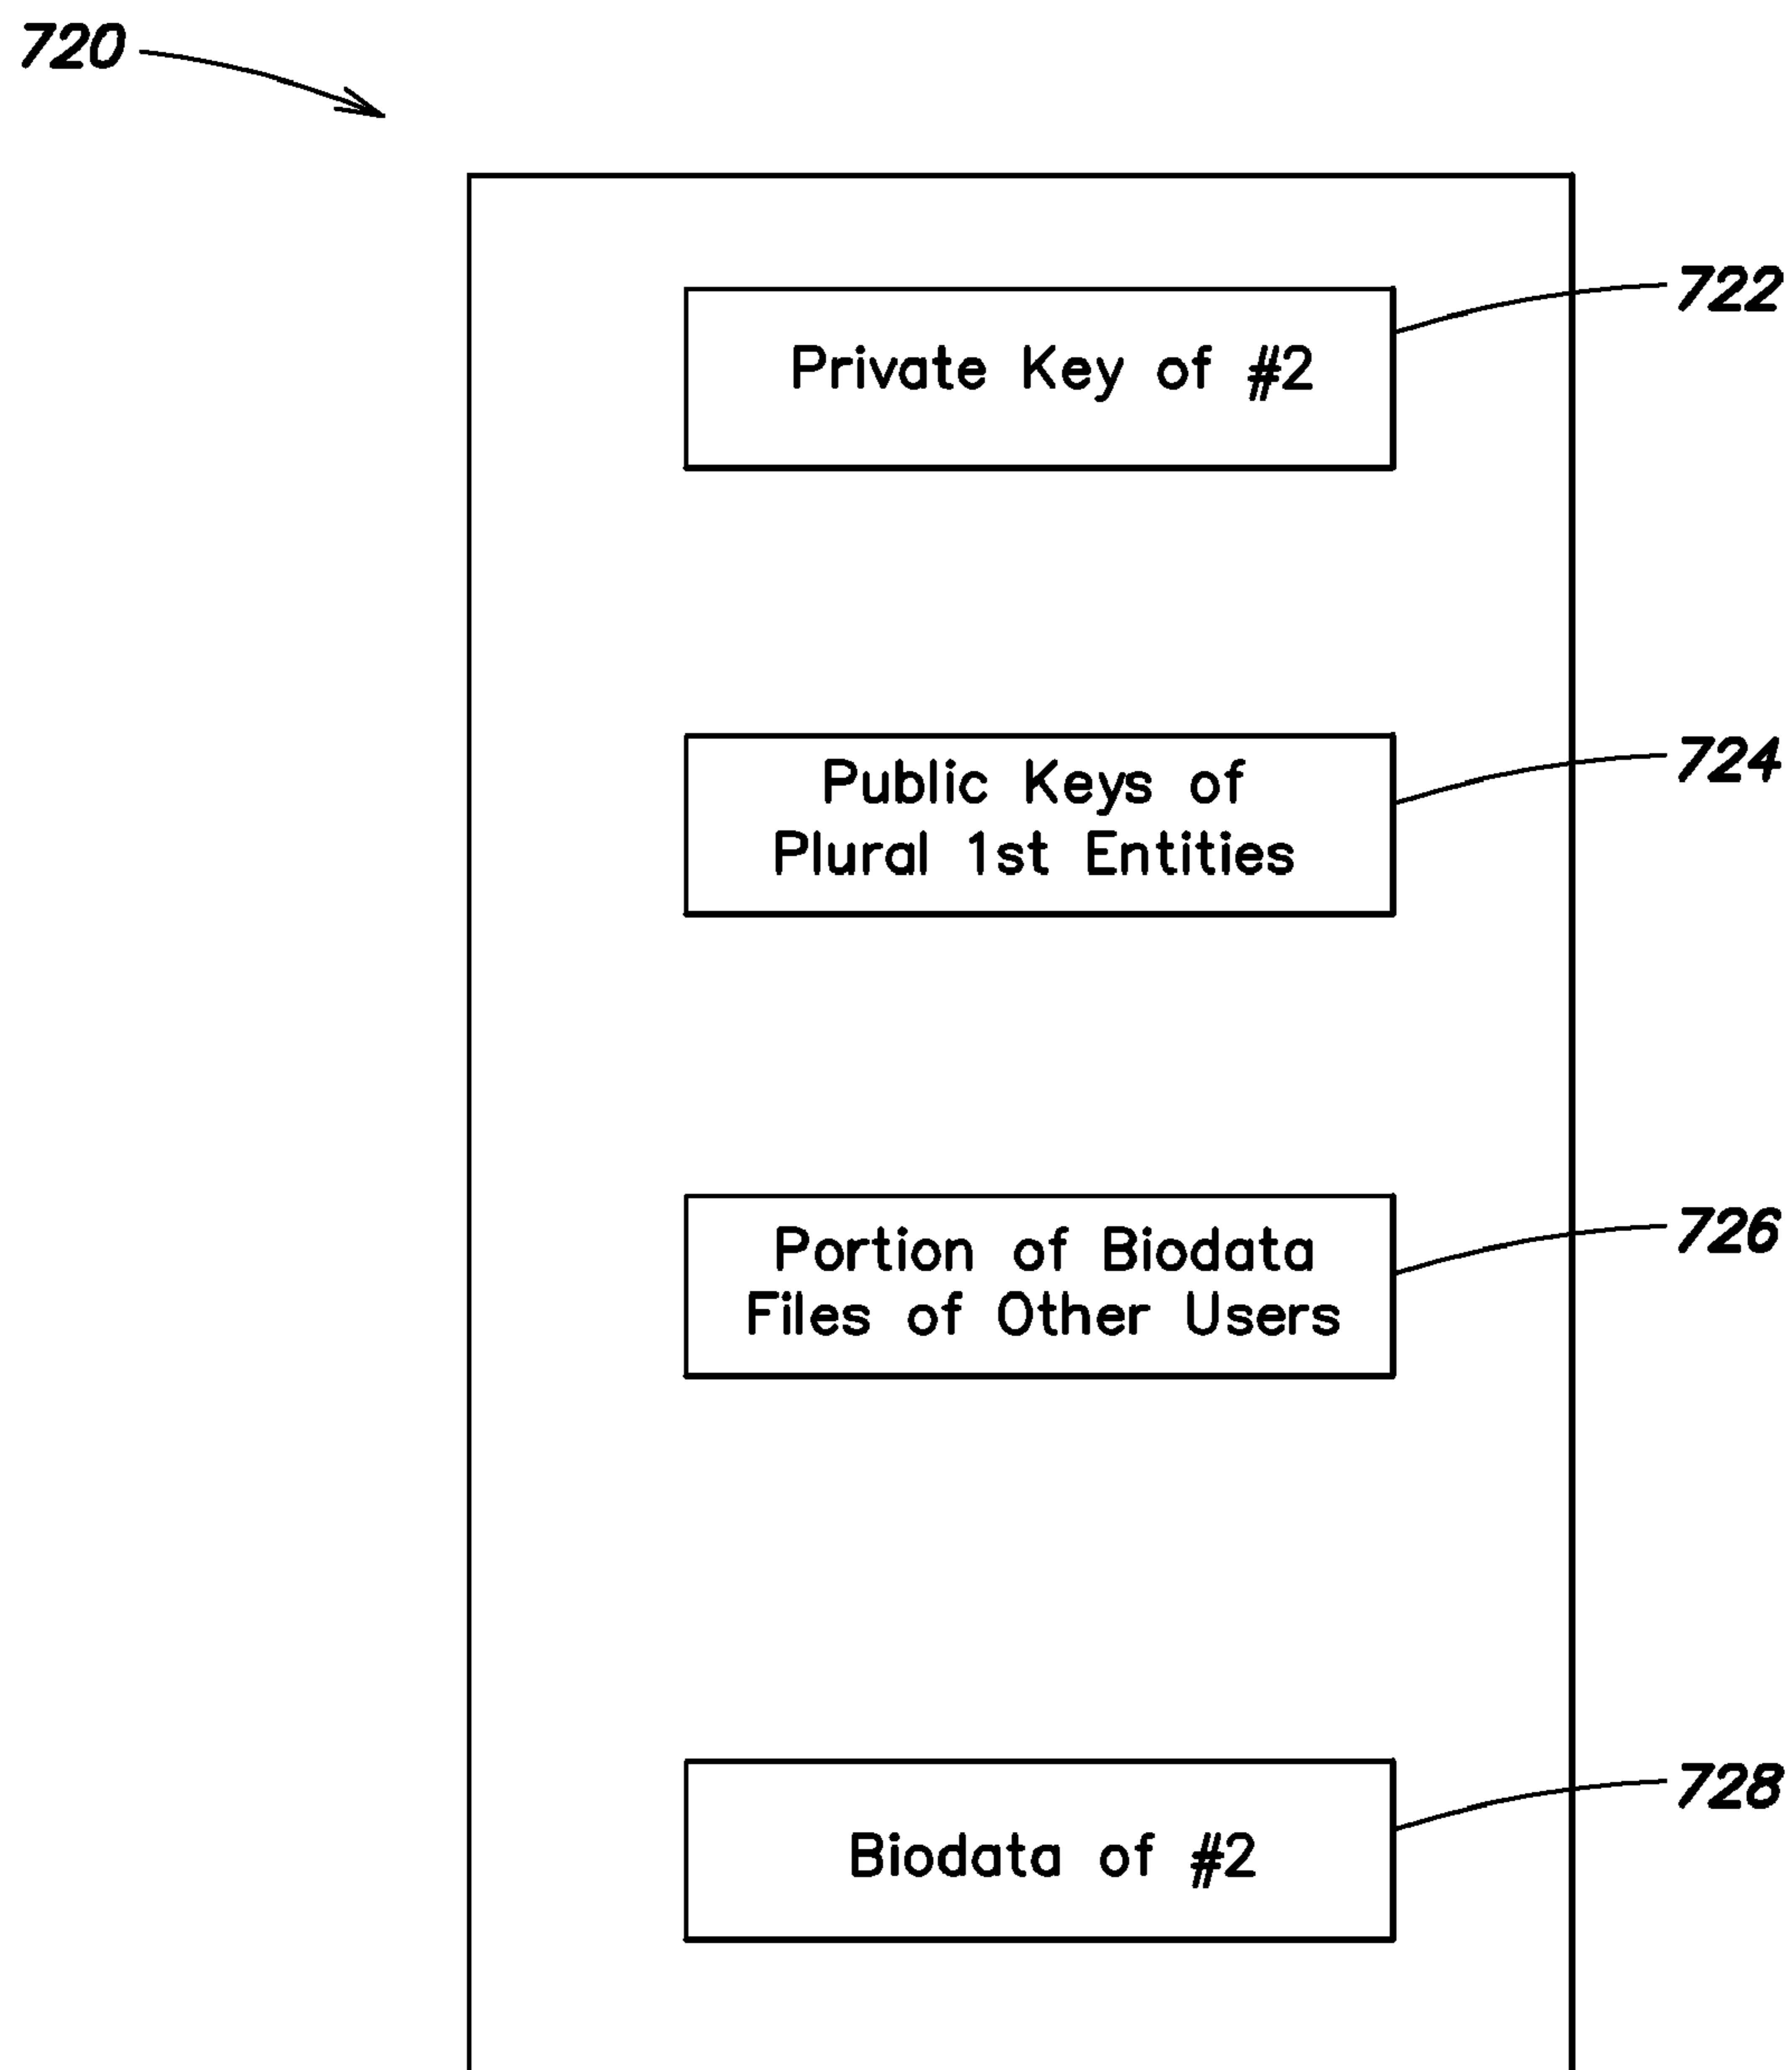 720
722
Private Key of #2
724
Public Keys of
Plural 1st Entities
726
Portion of Biodata
Files of Other Users
728
Biodata of #2